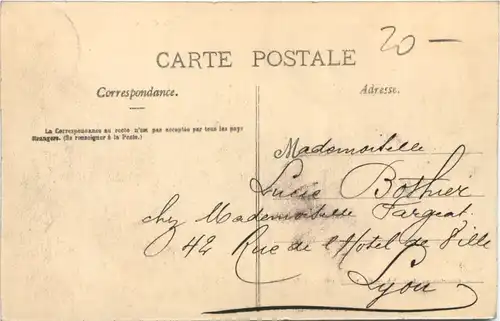 20 —
CARTE POSTALE
Correspondance.
Adresse.
La Correspondance au recto n'est pas acceptée par tous les pays
Etrangers. (Se renseigner à la Poste.)
Mademoiselle
Lucie Bothier
chez Mademoiselle Fargeat
42 Rue de l'Hotel de Ville
Lyon